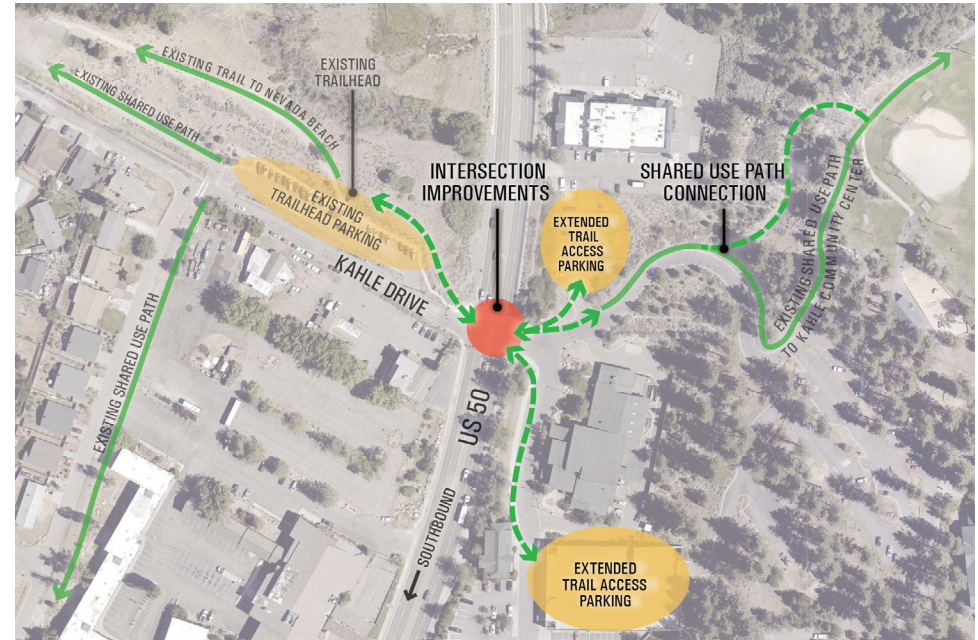 EXISTING TRAIL TO NEVADA BEACH
EXISTING SHARED USE PATH
EXISTING
TRAILHEAD
INTERSECTION
IMPROVEMENTS
SHARED USE PATH
CONNECTION
EXISTING
TRAILHEAD PARKING
KAHLE DRIVE
EXTENDED
TRAIL
ACCESS
PARKING
EXISTING SHARED USE PATH
TO KAHLE COMMUNITY CENTER
EXISTING SHARED USE PATH
US 50
SOUTHBOUND
EXTENDED
TRAIL ACCESS
PARKING